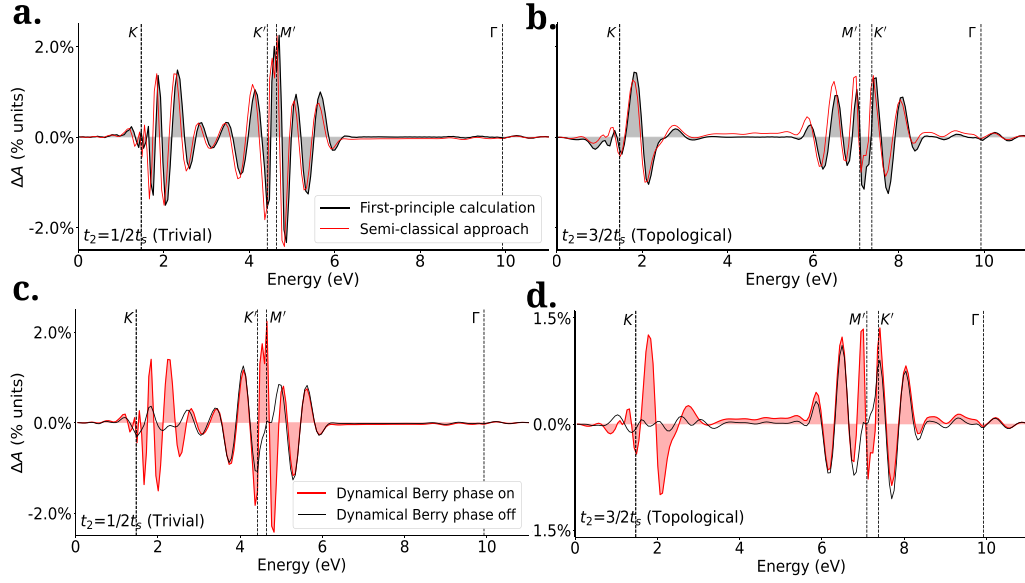 a.
K
K′
M′
Γ
2.0%
0.0%
-2.0%
ΔA (% units)
First-principle calculation
Semi-classical approach
t₂=1/2tₛ (Trivial)
0 2 4 6 8 10
Energy (eV)
b.
K
M′
K′
Γ
t₂=3/2tₛ (Topological)
0 2 4 6 8 10
Energy (eV)
c.
K
K′
M′
Γ
2.0%
0.0%
-2.0%
ΔA (% units)
Dynamical Berry phase on
Dynamical Berry phase off
t₂=1/2tₛ (Trivial)
0 2 4 6 8 10
Energy (eV)
d.
1.5%
K
M′
K′
Γ
0.0%
1.5%
t₂=3/2tₛ (Topological)
0 2 4 6 8 10
Energy (eV)